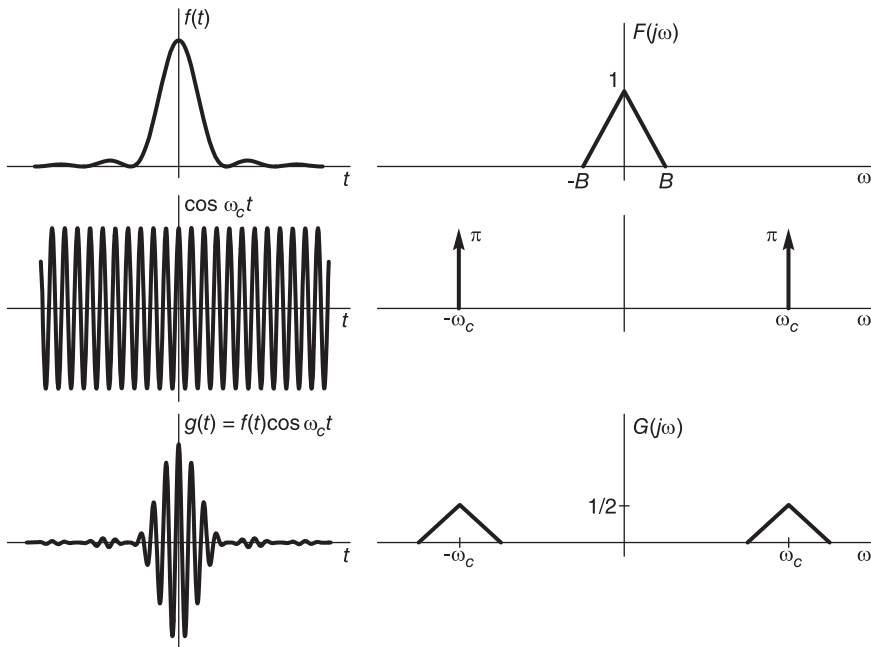 f(t)
t
F(jω)
1
-B
B
ω
cos ω_c t
t
π
π
-ω_c
ω_c
ω
g(t) = f(t)cos ω_c t
t
G(jω)
1/2
-ω_c
ω_c
ω